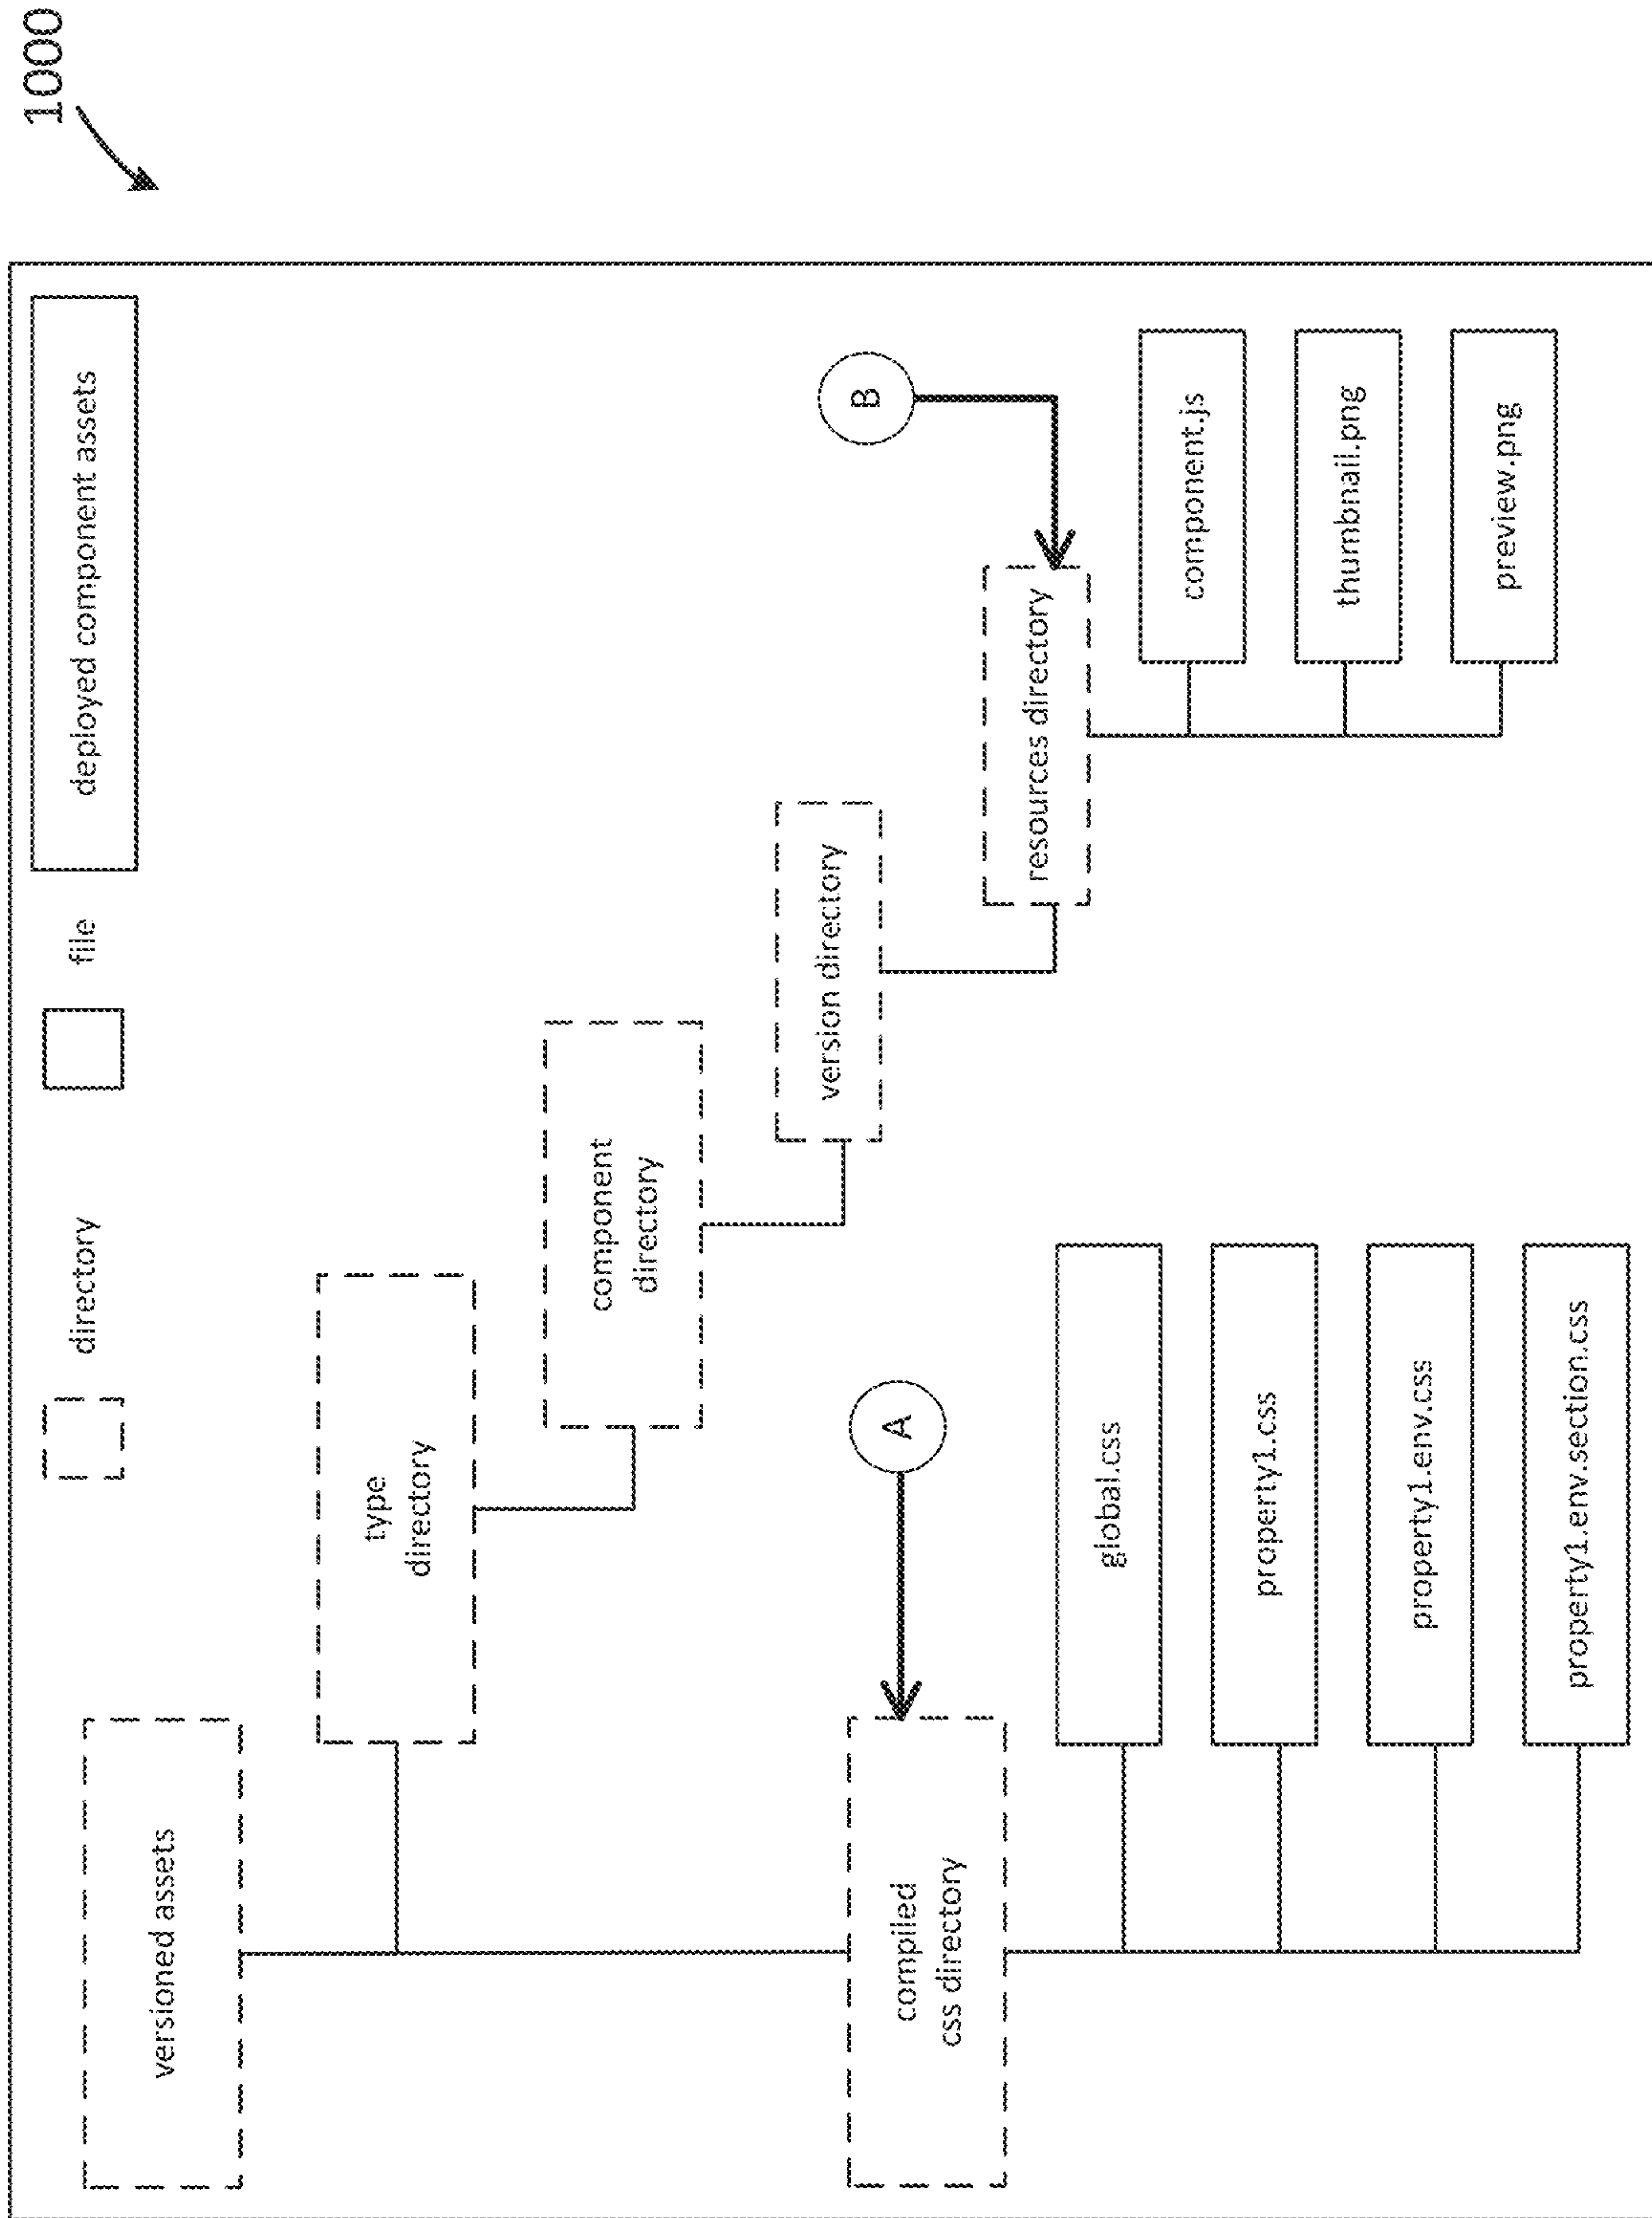 1000
directory
file
deployed component assets
versioned assets
type
directory
component
directory
version directory
B
resources directory
component.js
thumbnail.png
preview.png
A
compiled
css directory
global.css
property1.css
property1.env.css
property1.env.section.css